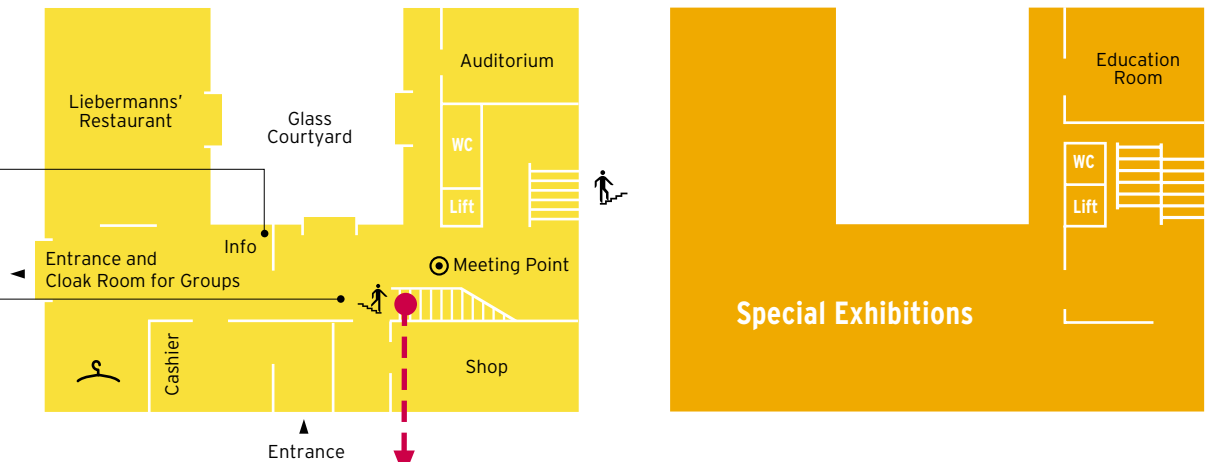 Auditorium
Liebermanns'
Restaurant
Glass
Courtyard
WC
Lift
Info
Entrance and
Cloak Room for Groups
Meeting Point
Cashier
Shop
Entrance
Education
Room
WC
Lift
Special Exhibitions